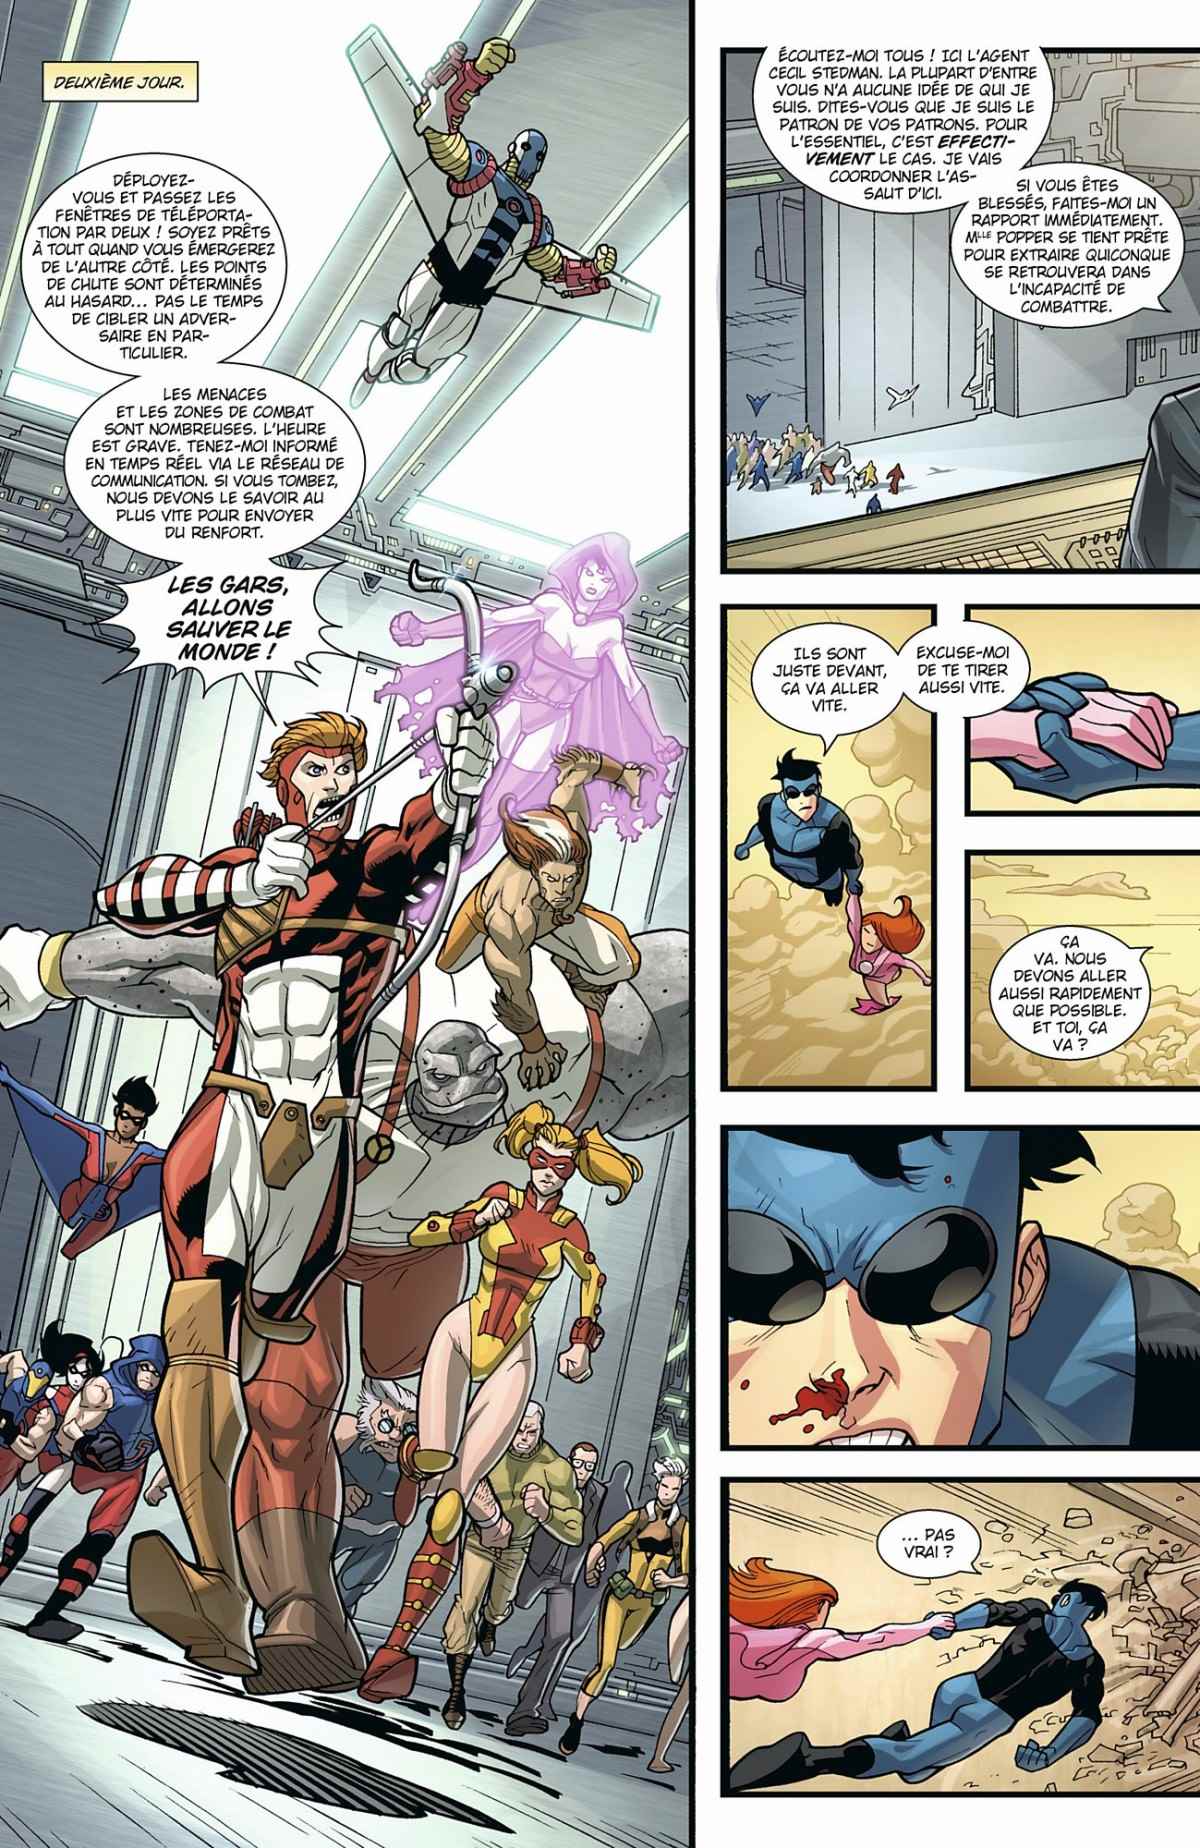 DEUXIÈME JOUR.
DÉPLOYEZ-
VOUS ET PASSEZ LES
FENÊTRES DE TÉLÉPORTA-
TION PAR DEUX ! SOYEZ PRÊTS
À TOUT QUAND VOUS ÉMERGEREZ
DE L'AUTRE CÔTÉ. LES POINTS
DE CHUTE SONT DÉTERMINÉS
AU HASARD... PAS LE TEMPS
DE CIBLER UN ADVER-
SAIRE EN PAR-
TICULIER.
LES MENACES
ET LES ZONES DE COMBAT
SONT NOMBREUSES. L'HEURE
EST GRAVE. TENEZ-MOI INFORMÉ
EN TEMPS RÉEL VIA LE RÉSEAU DE
COMMUNICATION. SI VOUS TOMBEZ,
NOUS DEVONS LE SAVOIR AU
PLUS VITE POUR ENVOYER
DU RENFORT.
LES GARS,
ALLONS
SAUVER LE
MONDE !
ÉCOUTEZ-MOI TOUS ! ICI L'AGENT
CECIL STEDMAN. LA PLUPART D'ENTRE
VOUS N'A AUCUNE IDÉE DE QUI JE
SUIS. DITES-VOUS QUE JE SUIS LE
PATRON DE VOS PATRONS. POUR
L'ESSENTIEL, C'EST EFFECTI-
VEMENT LE CAS. JE VAIS
COORDONNER L'AS-
SAUT D'ICI.
SI VOUS ÊTES
BLESSÉS, FAITES-MOI UN
RAPPORT IMMÉDIATEMENT.
MLLE POPPER SE TIENT PRÊTE
POUR EXTRAIRE QUICONQUE
SE RETROUVERA DANS
L'INCAPACITÉ DE
COMBATTRE.
ILS SONT
JUSTE DEVANT,
ÇA VA ALLER
VITE.
EXCUSE-MOI
DE TE TIRER
AUSSI VITE.
ÇA
VA. NOUS
DEVONS ALLER
AUSSI RAPIDEMENT
QUE POSSIBLE.
ET TOI, ÇA
VA ?
... PAS
VRAI ?